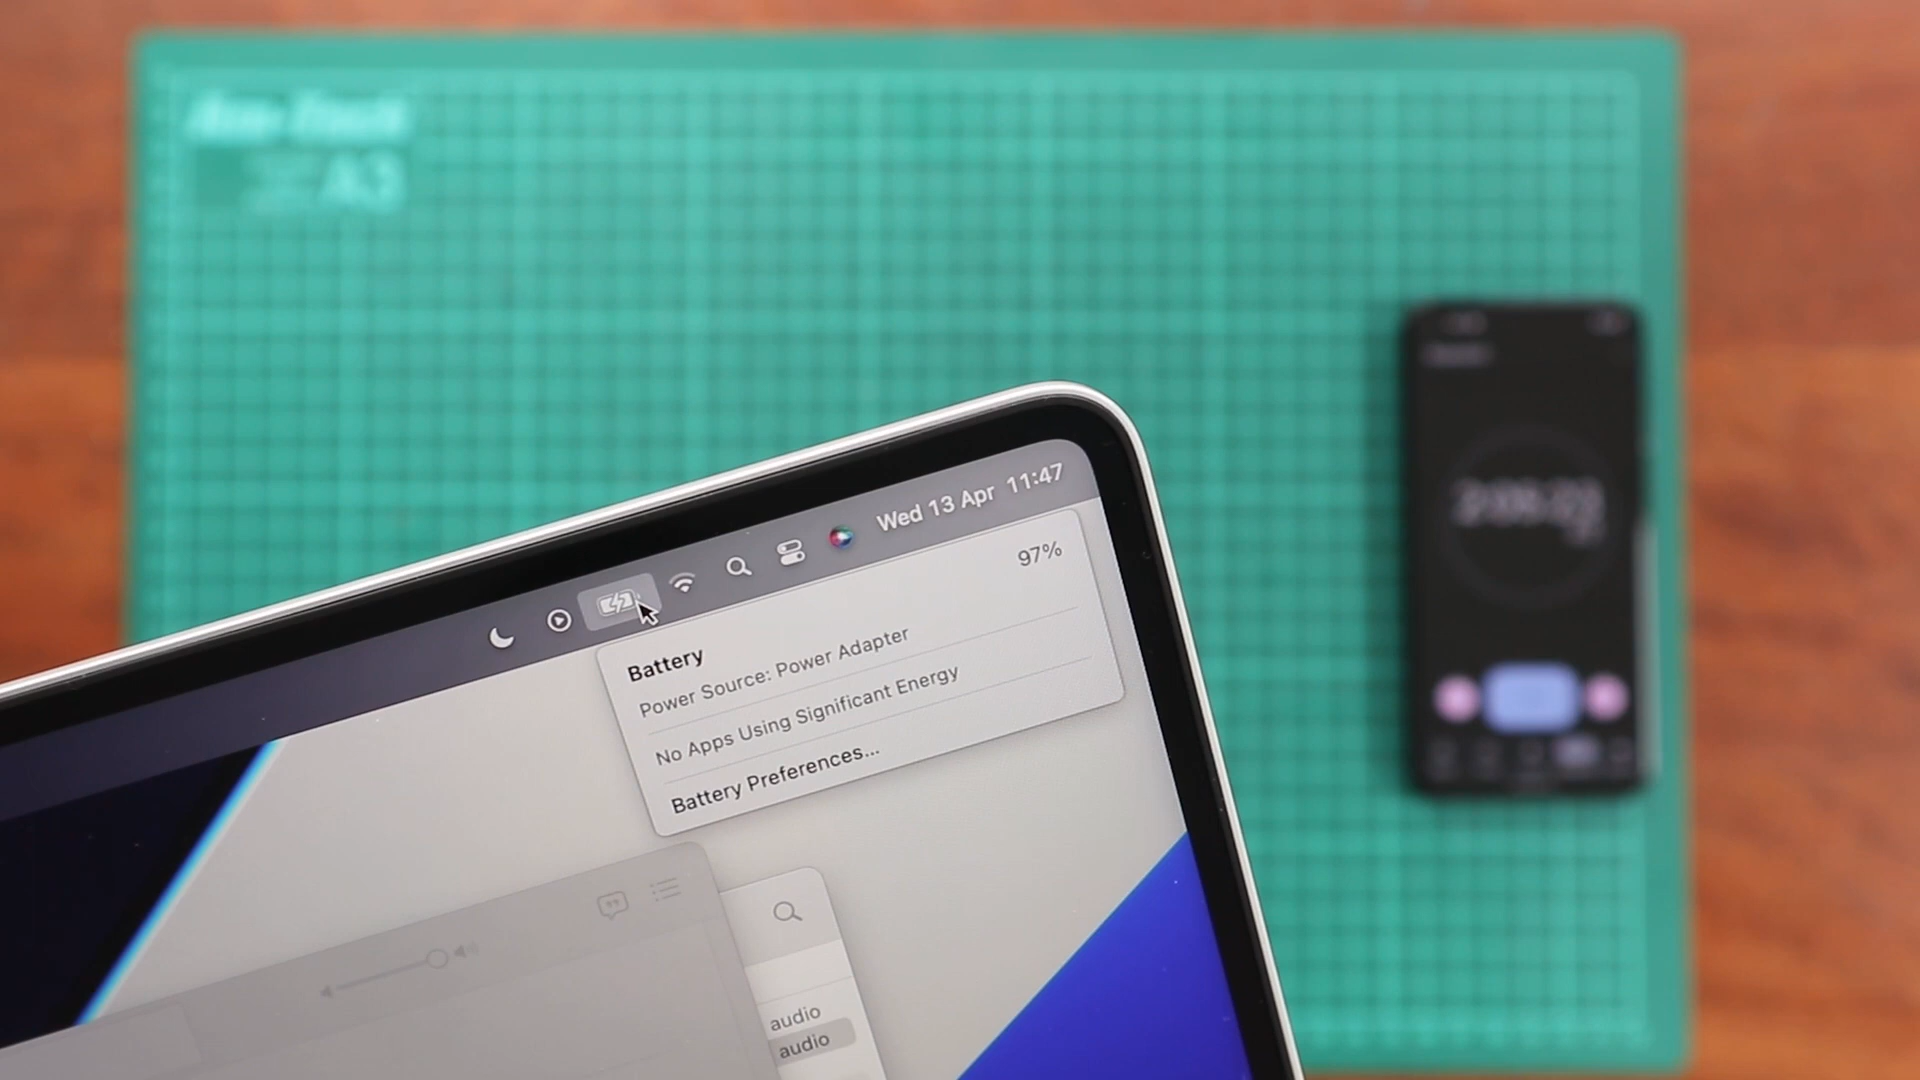 A3
Wed 13 Apr 11:47
97%
Battery
Power Source: Power Adapter
No Apps Using Significant Energy
Battery Preferences...
audio
audio